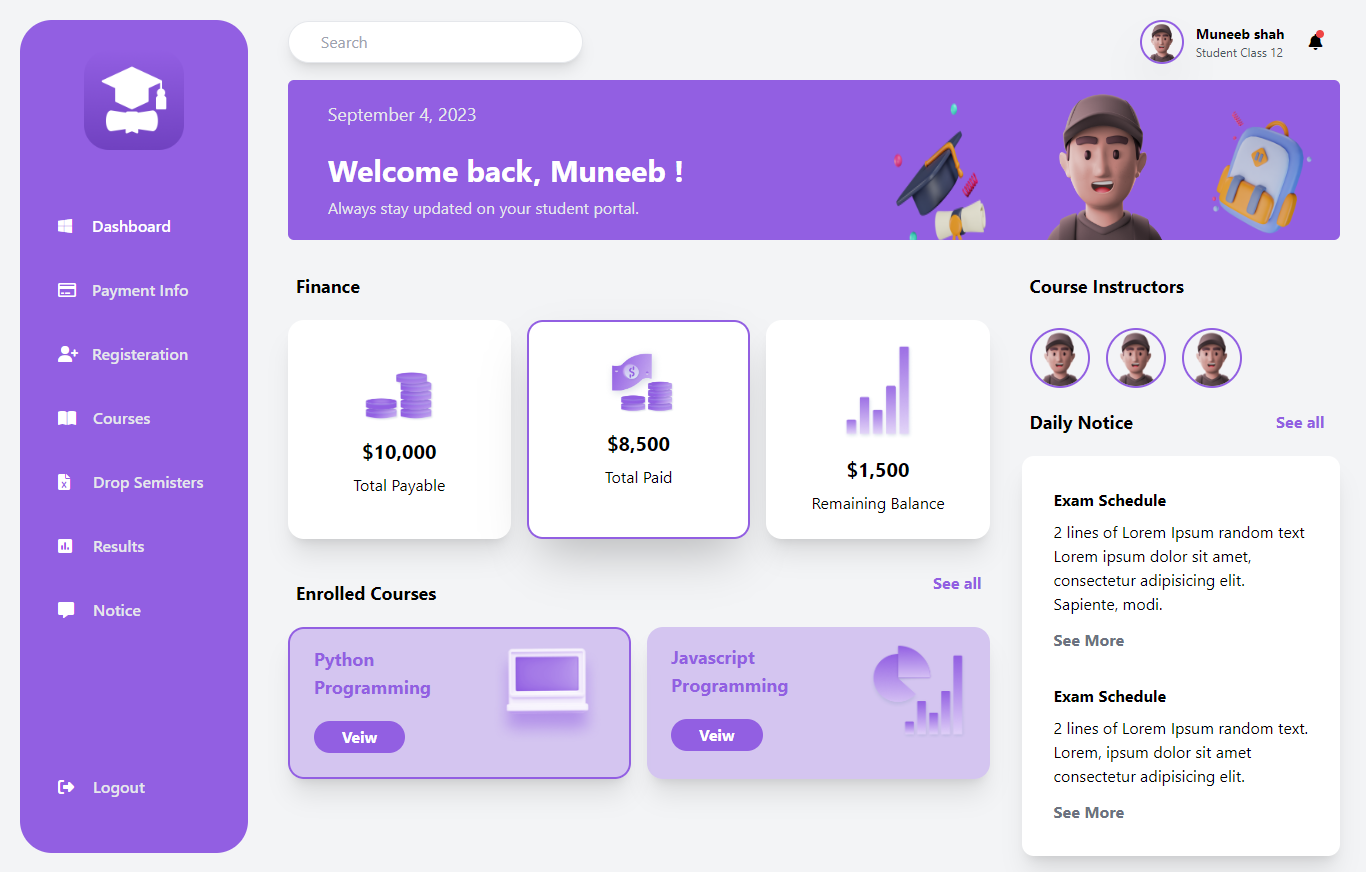 Dashboard
Payment Info
Registeration
Courses
Drop Semisters
Results
Notice
Logout
Search
Muneeb shah
Student Class 12
September 4, 2023
Welcome back, Muneeb !
Always stay updated on your student portal.
Finance
$
$10,000
Total Payable
$8,500
Total Paid
$1,500
Remaining Balance
Enrolled Courses
See all
Python
Programming
Veiw
Javascript
Programming
Veiw
Course Instructors
Daily Notice
See all
Exam Schedule
2 lines of Lorem Ipsum random text
Lorem ipsum dolor sit amet,
consectetur adipisicing elit.
Sapiente, modi.
See More
Exam Schedule
2 lines of Lorem Ipsum random text.
Lorem, ipsum dolor sit amet
consectetur adipisicing elit.
See More